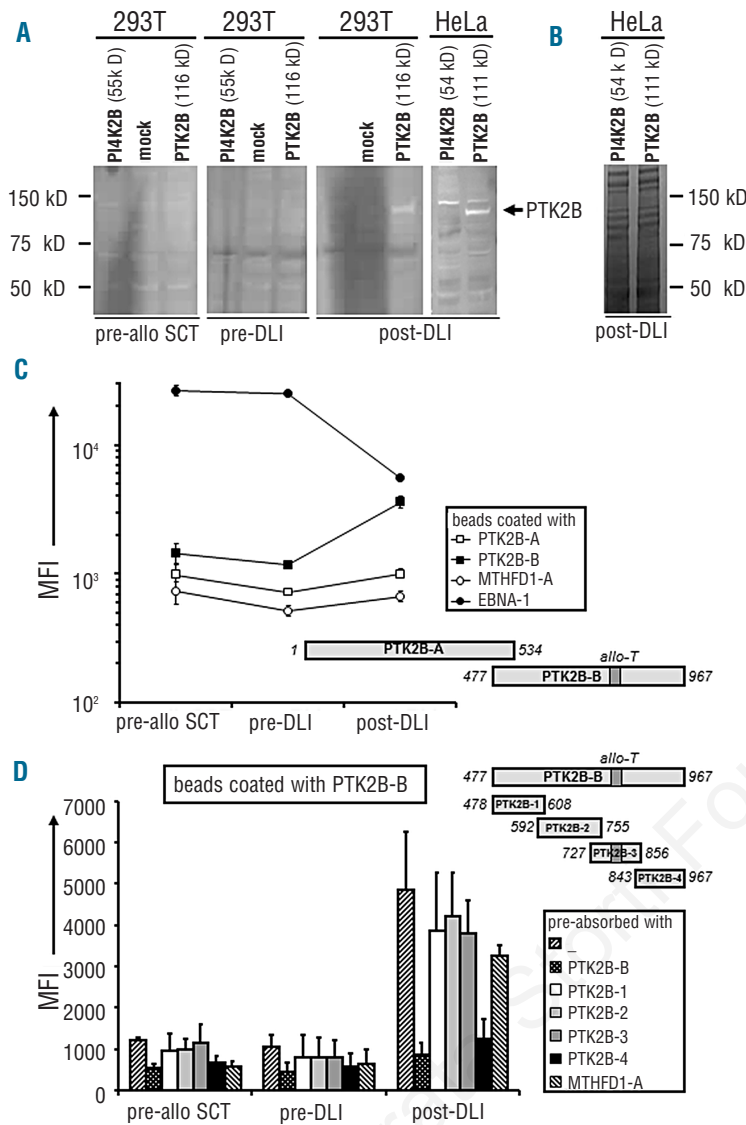 A
293T
293T
293T
HeLa
PI4K2B (55k D)
mock
PTK2B (116 kD)
PI4K2B (55k D)
mock
PTK2B (116 kD)
mock
PTK2B (116 kD)
PI4K2B (54 kD)
PTK2B (111 kD)
150 kD
75 kD
50 kD
PTK2B
pre-allo SCT
pre-DLI
post-DLI
B
HeLa
PI4K2B (54 k D)
PTK2B (111 kD)
150 kD
75 kD
50 kD
post-DLI
C
MFI
10⁴
10³
10²
beads coated with
PTK2B-A
PTK2B-B
MTHFD1-A
EBNA-1
1 PTK2B-A 534
allo-T
477 PTK2B-B 967
pre-allo SCT pre-DLI post-DLI
D
beads coated with PTK2B-B
MFI
7000
6000
5000
4000
3000
2000
1000
0
pre-allo SCT pre-DLI post-DLI
allo-T
477 PTK2B-B 967
478 PTK2B-1 608
592 PTK2B-2 755
727 PTK2B-3 856
843 PTK2B-4 967
pre-absorbed with
–
PTK2B-B
PTK2B-1
PTK2B-2
PTK2B-3
PTK2B-4
MTHFD1-A